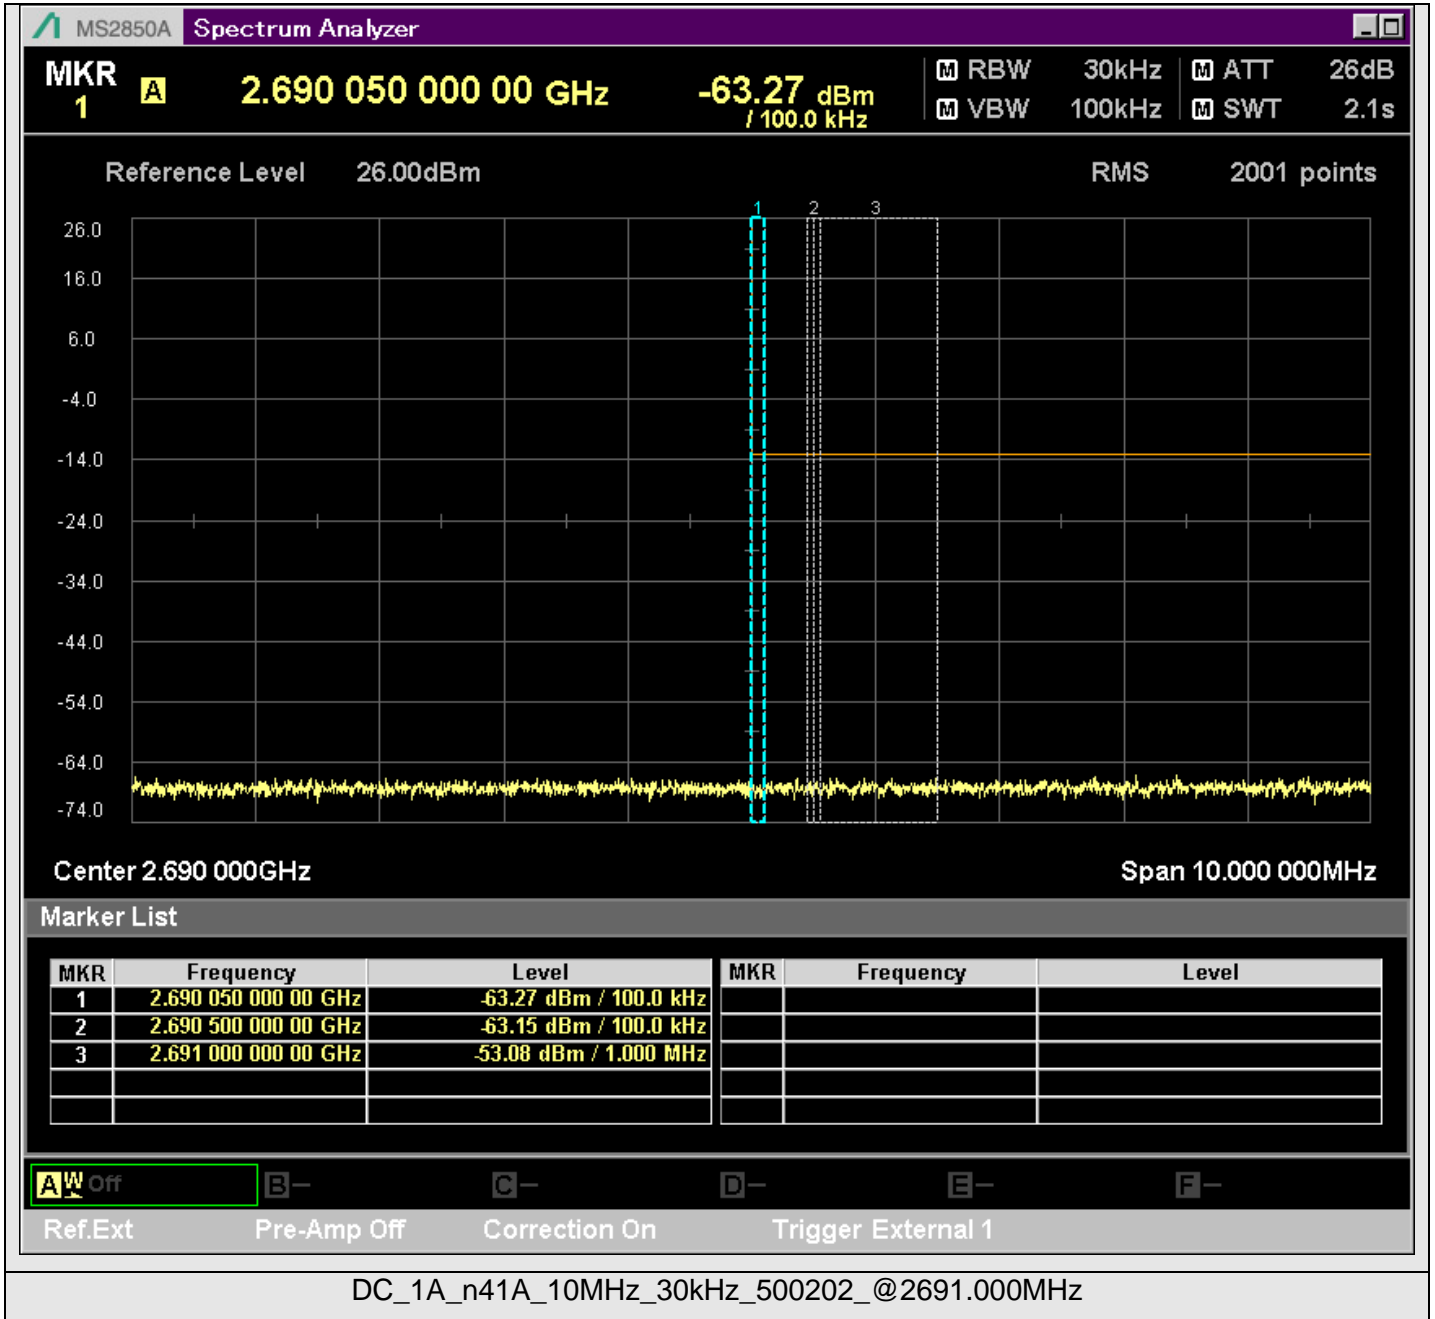 MS2850A Spectrum Analyzer
MKR 1 A 2.690 050 000 00 GHz -63.27 dBm / 100.0 kHz M RBW 30kHz M ATT 26dB
M VBW 100kHz M SWT 2.1s
Reference Level 26.00dBm RMS 2001 points
1 2 3
26.0
16.0
6.0
-4.0
-14.0
-24.0
-34.0
-44.0
-54.0
-64.0
-74.0
Center 2.690 000GHz Span 10.000 000MHz
Marker List
MKR Frequency Level MKR Frequency Level
1 2.690 050 000 00 GHz -63.27 dBm / 100.0 kHz
2 2.690 500 000 00 GHz -63.15 dBm / 100.0 kHz
3 2.691 000 000 00 GHz -53.08 dBm / 1.000 MHz
A W Off B – C – D – E – F –
Ref.Ext Pre-Amp Off Correction On Trigger External 1
DC_1A_n41A_10MHz_30kHz_500202_@2691.000MHz